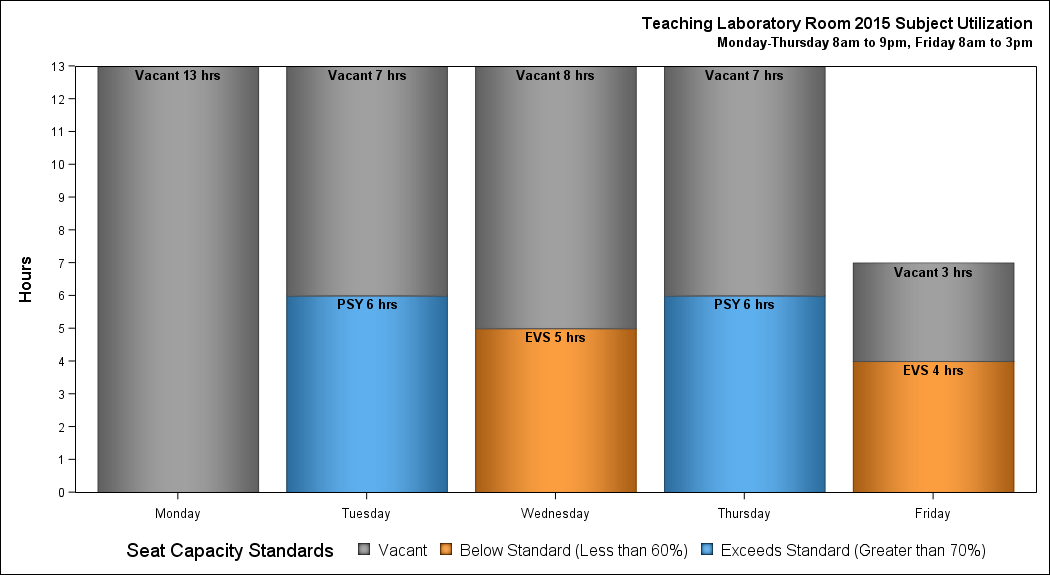 Teaching Laboratory Room 2015 Subject Utilization
Monday-Thursday 8am to 9pm, Friday 8am to 3pm
Hours
13
12
11
10
9
8
7
6
5
4
3
2
1
0
Vacant 13 hrs
Vacant 7 hrs
Vacant 8 hrs
Vacant 7 hrs
Vacant 3 hrs
PSY 6 hrs
EVS 5 hrs
PSY 6 hrs
EVS 4 hrs
Monday
Tuesday
Wednesday
Thursday
Friday
Seat Capacity Standards
Vacant
Below Standard (Less than 60%)
Exceeds Standard (Greater than 70%)